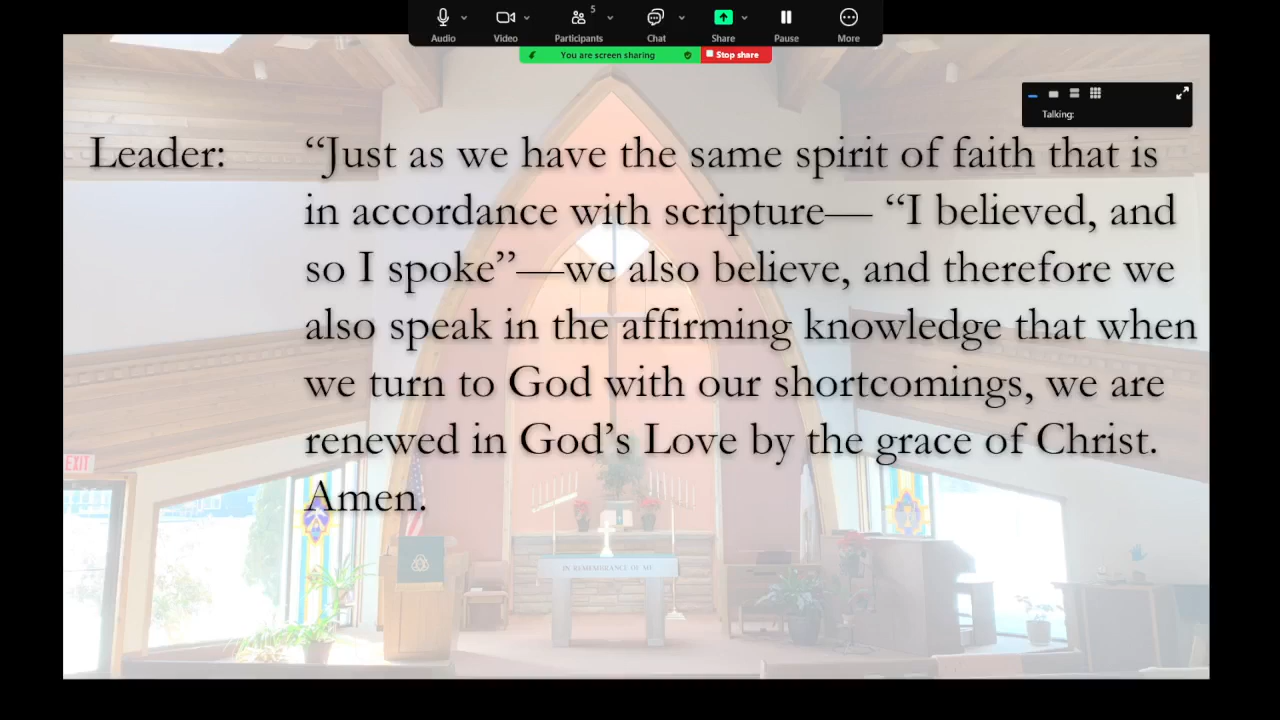 5
Audio Video Participants Chat Share Pause More
You are screen sharing Stop share
Talking:
Leader: “Just as we have the same spirit of faith that is
in accordance with scripture— “I believed, and
so I spoke”—we also believe, and therefore we
also speak in the affirming knowledge that when
we turn to God with our shortcomings, we are
renewed in God’s Love by the grace of Christ.
Amen.
EXIT
IN REMEMBRANCE OF ME